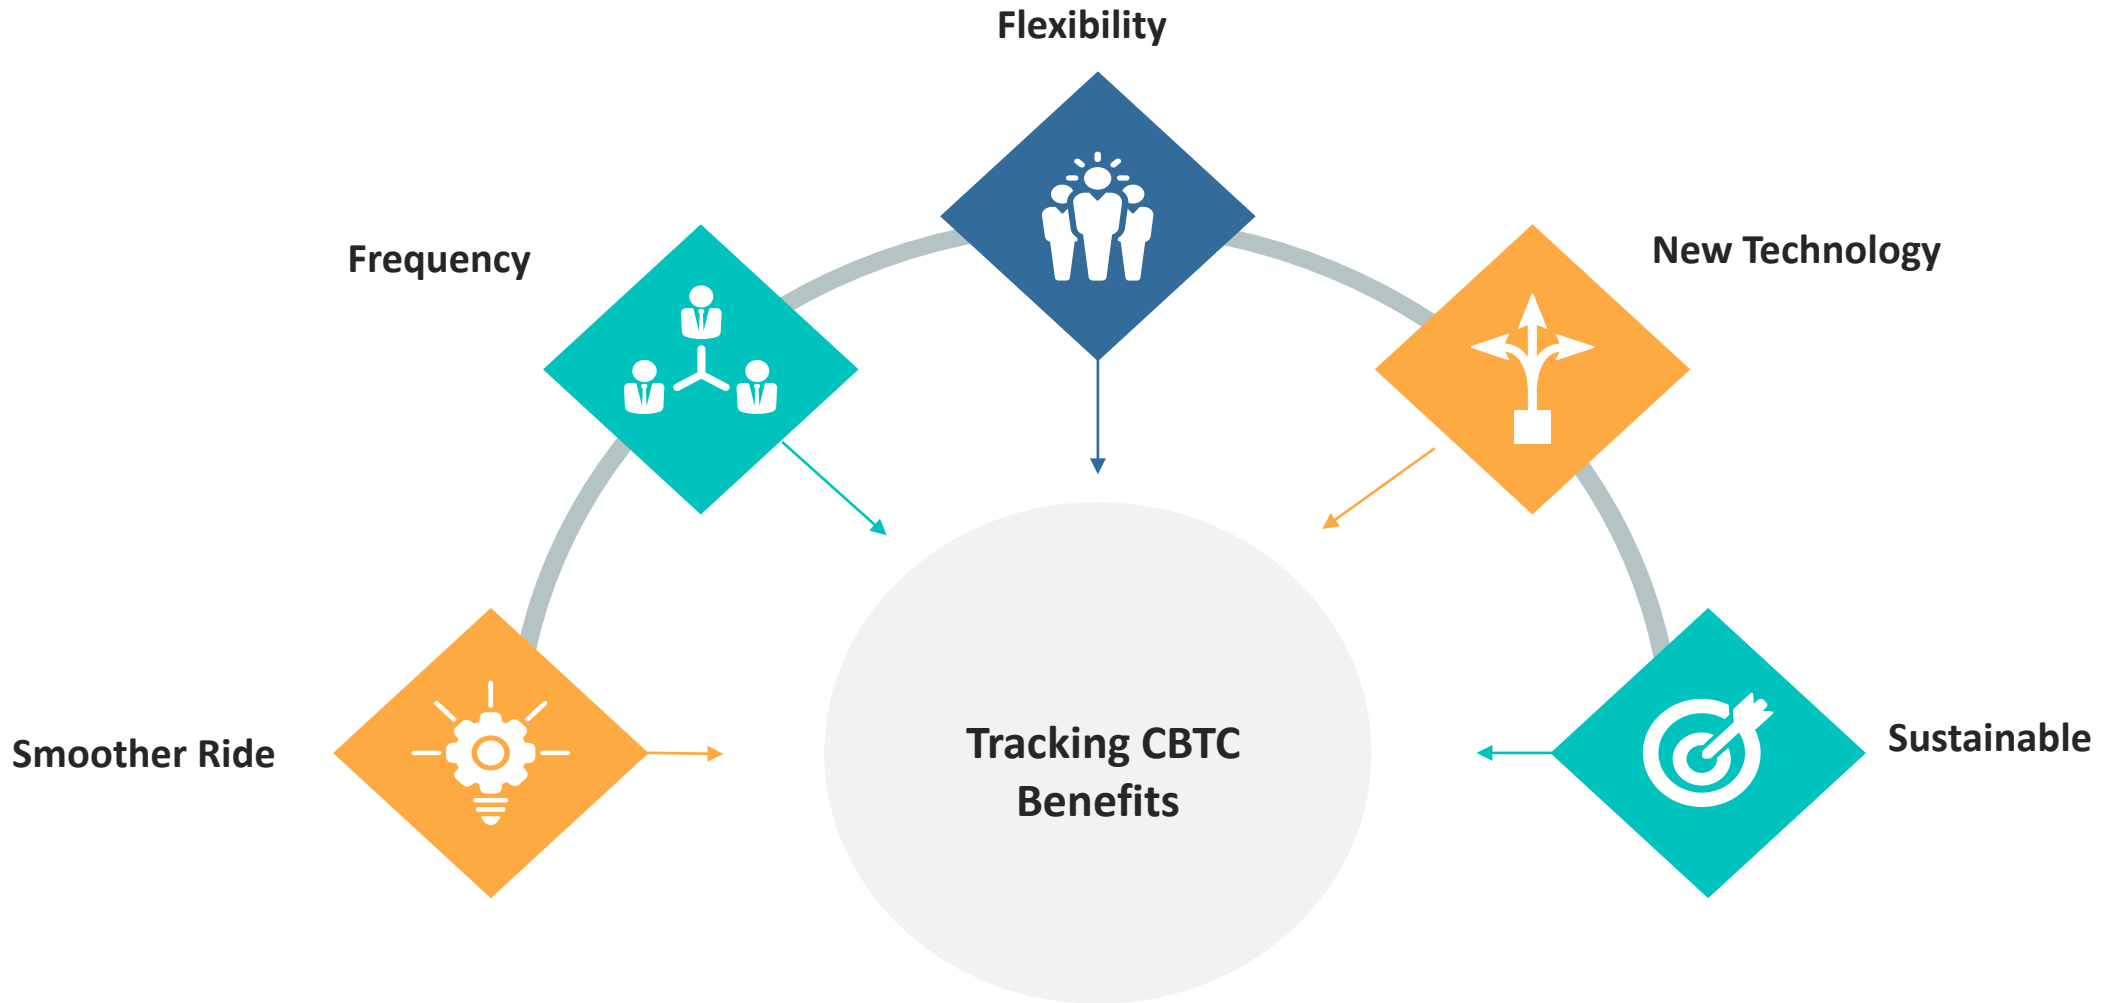 Flexibility
Frequency
New Technology
Smoother Ride
Tracking CBTC
Benefits
Sustainable